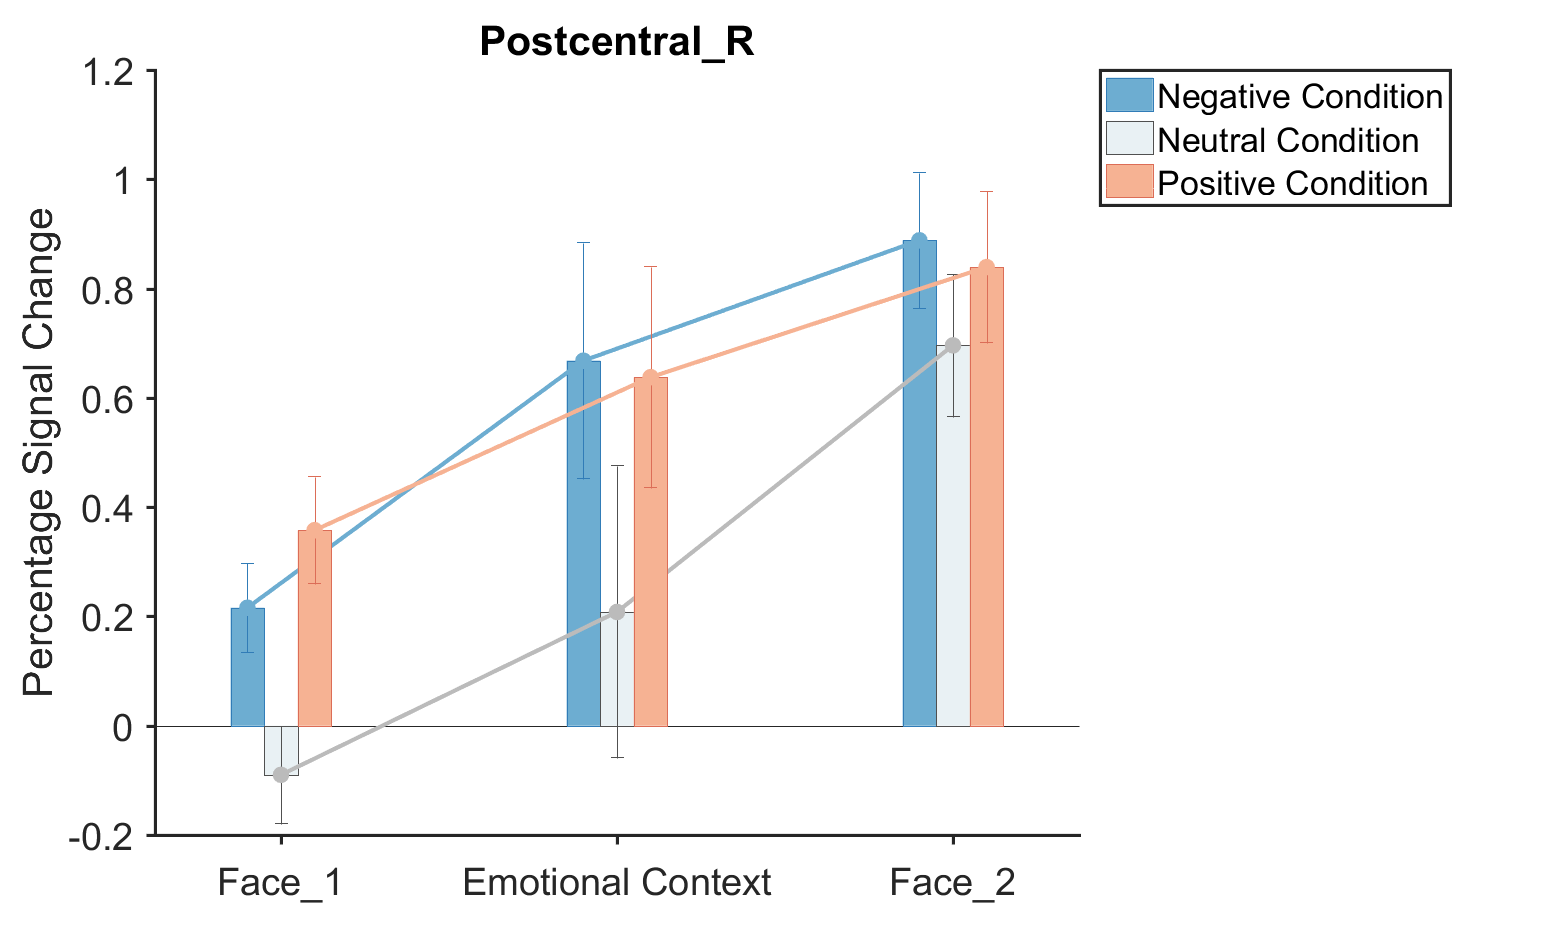 Postcentral_R
Negative Condition
Neutral Condition
Positive Condition
Percentage Signal Change
1.2
1
0.8
0.6
0.4
0.2
0
-0.2
Face_1
Emotional Context
Face_2